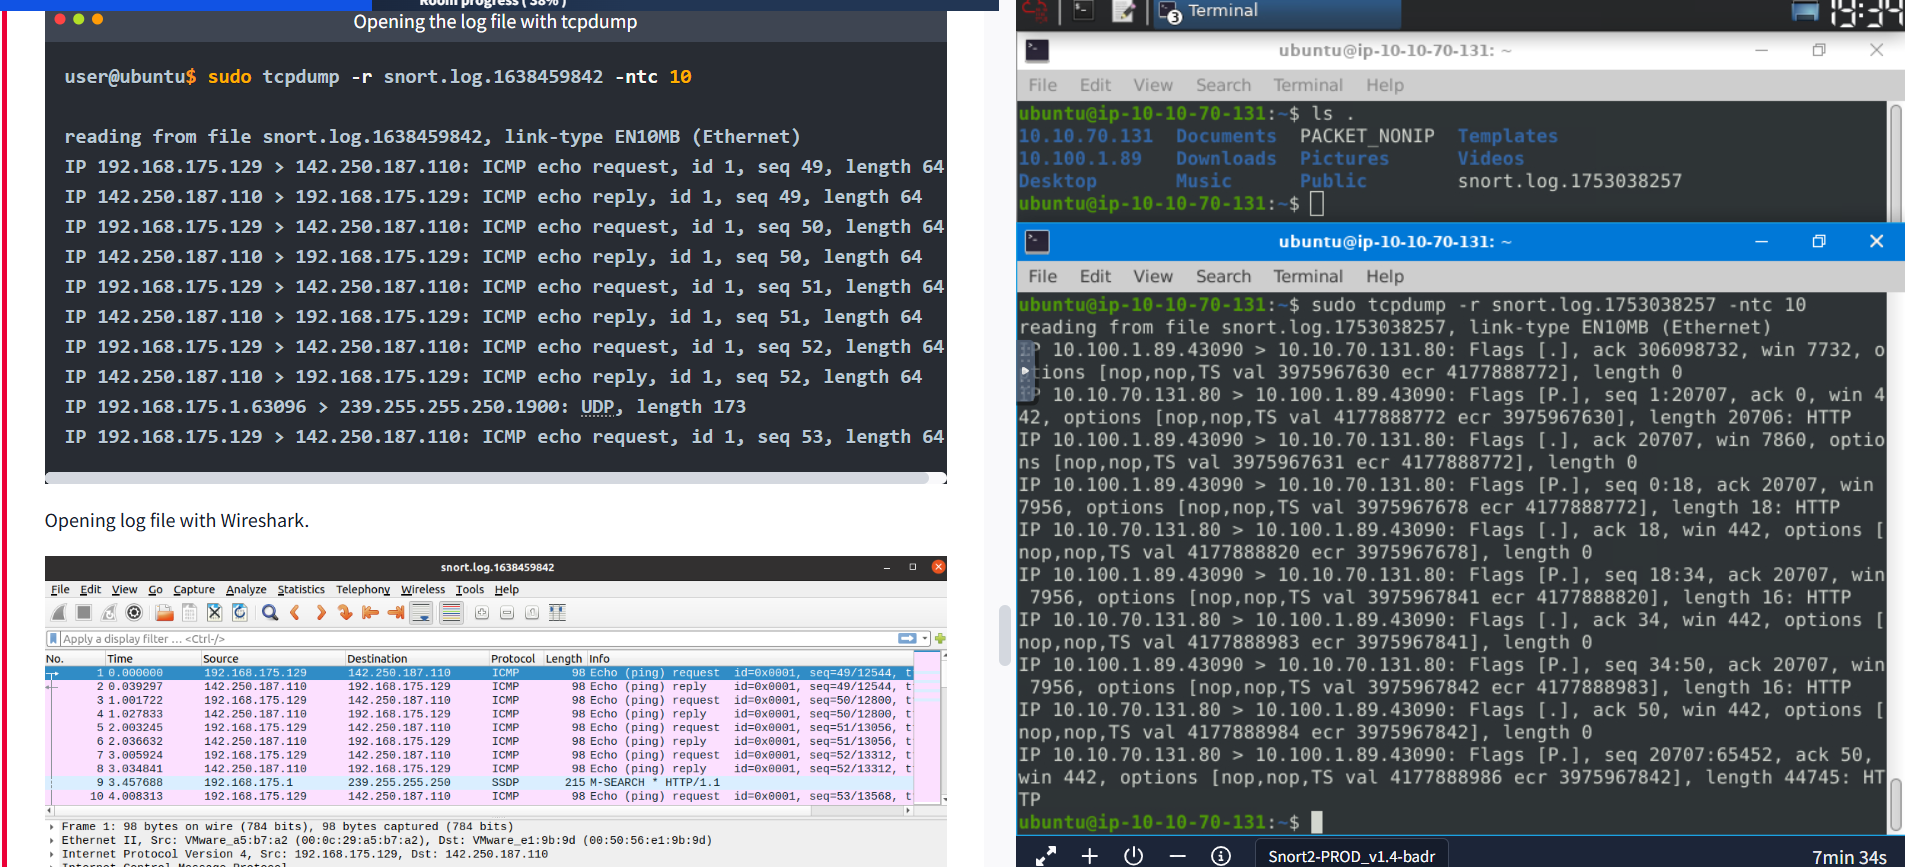 Room progress ( 38% )
Opening the log file with tcpdump
user@ubuntu$ sudo tcpdump -r snort.log.1638459842 -ntc 10
reading from file snort.log.1638459842, link-type EN10MB (Ethernet)
IP 192.168.175.129 > 142.250.187.110: ICMP echo request, id 1, seq 49, length 64
IP 142.250.187.110 > 192.168.175.129: ICMP echo reply, id 1, seq 49, length 64
IP 192.168.175.129 > 142.250.187.110: ICMP echo request, id 1, seq 50, length 64
IP 142.250.187.110 > 192.168.175.129: ICMP echo reply, id 1, seq 50, length 64
IP 192.168.175.129 > 142.250.187.110: ICMP echo request, id 1, seq 51, length 64
IP 142.250.187.110 > 192.168.175.129: ICMP echo reply, id 1, seq 51, length 64
IP 192.168.175.129 > 142.250.187.110: ICMP echo request, id 1, seq 52, length 64
IP 142.250.187.110 > 192.168.175.129: ICMP echo reply, id 1, seq 52, length 64
IP 192.168.175.1.63096 > 239.255.255.250.1900: UDP, length 173
IP 192.168.175.129 > 142.250.187.110: ICMP echo request, id 1, seq 53, length 64
Opening log file with Wireshark.
snort.log.1638459842
File Edit View Go Capture Analyze Statistics Telephony Wireless Tools Help
Apply a display filter ... <Ctrl-/>
No. Time Source Destination Protocol Length Info
1 0.000000 192.168.175.129 142.250.187.110 ICMP 98 Echo (ping) request id=0x0001, seq=49/12544, t
2 0.039297 142.250.187.110 192.168.175.129 ICMP 98 Echo (ping) reply id=0x0001, seq=49/12544, t
3 1.001722 192.168.175.129 142.250.187.110 ICMP 98 Echo (ping) request id=0x0001, seq=50/12800, t
4 1.027833 142.250.187.110 192.168.175.129 ICMP 98 Echo (ping) reply id=0x0001, seq=50/12800, t
5 2.003245 192.168.175.129 142.250.187.110 ICMP 98 Echo (ping) request id=0x0001, seq=51/13056, t
6 2.036632 142.250.187.110 192.168.175.129 ICMP 98 Echo (ping) reply id=0x0001, seq=51/13056, t
7 3.005924 192.168.175.129 142.250.187.110 ICMP 98 Echo (ping) request id=0x0001, seq=52/13312, t
8 3.034841 142.250.187.110 192.168.175.129 ICMP 98 Echo (ping) reply id=0x0001, seq=52/13312, t
9 3.457688 192.168.175.1 239.255.255.250 SSDP 215 M-SEARCH * HTTP/1.1
10 4.008313 192.168.175.129 142.250.187.110 ICMP 98 Echo (ping) request id=0x0001, seq=53/13568, t
Frame 1: 98 bytes on wire (784 bits), 98 bytes captured (784 bits)
Ethernet II, Src: VMware_a5:b7:a2 (00:0c:29:a5:b7:a2), Dst: VMware_e1:9b:9d (00:50:56:e1:9b:9d)
Internet Protocol Version 4, Src: 192.168.175.129, Dst: 142.250.187.110
Internet Control Message Protocol
3 Terminal
19:34
ubuntu@ip-10-10-70-131: ~
File Edit View Search Terminal Help
ubuntu@ip-10-10-70-131:~$ ls .
10.10.70.131 Documents PACKET_NONIP Templates
10.100.1.89 Downloads Pictures Videos
Desktop Music Public snort.log.1753038257
ubuntu@ip-10-10-70-131:~$
ubuntu@ip-10-10-70-131: ~
File Edit View Search Terminal Help
ubuntu@ip-10-10-70-131:~$ sudo tcpdump -r snort.log.1753038257 -ntc 10
reading from file snort.log.1753038257, link-type EN10MB (Ethernet)
IP 10.100.1.89.43090 > 10.10.70.131.80: Flags [.], ack 306098732, win 7732, o
tions [nop,nop,TS val 3975967630 ecr 4177888772], length 0
IP 10.10.70.131.80 > 10.100.1.89.43090: Flags [P.], seq 1:20707, ack 0, win 4
42, options [nop,nop,TS val 4177888772 ecr 3975967630], length 20706: HTTP
IP 10.100.1.89.43090 > 10.10.70.131.80: Flags [.], ack 20707, win 7860, optio
ns [nop,nop,TS val 3975967631 ecr 4177888772], length 0
IP 10.100.1.89.43090 > 10.10.70.131.80: Flags [P.], seq 0:18, ack 20707, win
7956, options [nop,nop,TS val 3975967678 ecr 4177888772], length 18: HTTP
IP 10.10.70.131.80 > 10.100.1.89.43090: Flags [.], ack 18, win 442, options [
nop,nop,TS val 4177888820 ecr 3975967678], length 0
IP 10.100.1.89.43090 > 10.10.70.131.80: Flags [P.], seq 18:34, ack 20707, win
7956, options [nop,nop,TS val 3975967841 ecr 4177888820], length 16: HTTP
IP 10.10.70.131.80 > 10.100.1.89.43090: Flags [.], ack 34, win 442, options [
nop,nop,TS val 4177888983 ecr 3975967841], length 0
IP 10.100.1.89.43090 > 10.10.70.131.80: Flags [P.], seq 34:50, ack 20707, win
7956, options [nop,nop,TS val 3975967842 ecr 4177888983], length 16: HTTP
IP 10.10.70.131.80 > 10.100.1.89.43090: Flags [.], ack 50, win 442, options [
nop,nop,TS val 4177888984 ecr 3975967842], length 0
IP 10.10.70.131.80 > 10.100.1.89.43090: Flags [P.], seq 20707:65452, ack 50,
win 442, options [nop,nop,TS val 4177888986 ecr 3975967842], length 44745: HT
TP
ubuntu@ip-10-10-70-131:~$
Snort2-PROD_v1.4-badr
7min 34s